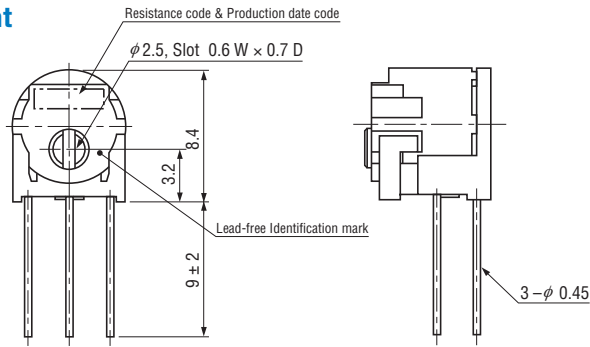 nt
Resistance code & Production date code
ϕ 2.5, Slot 0.6 W × 0.7 D
8.4
3.2
Lead-free Identification mark
9 ± 2
3 –ϕ 0.45